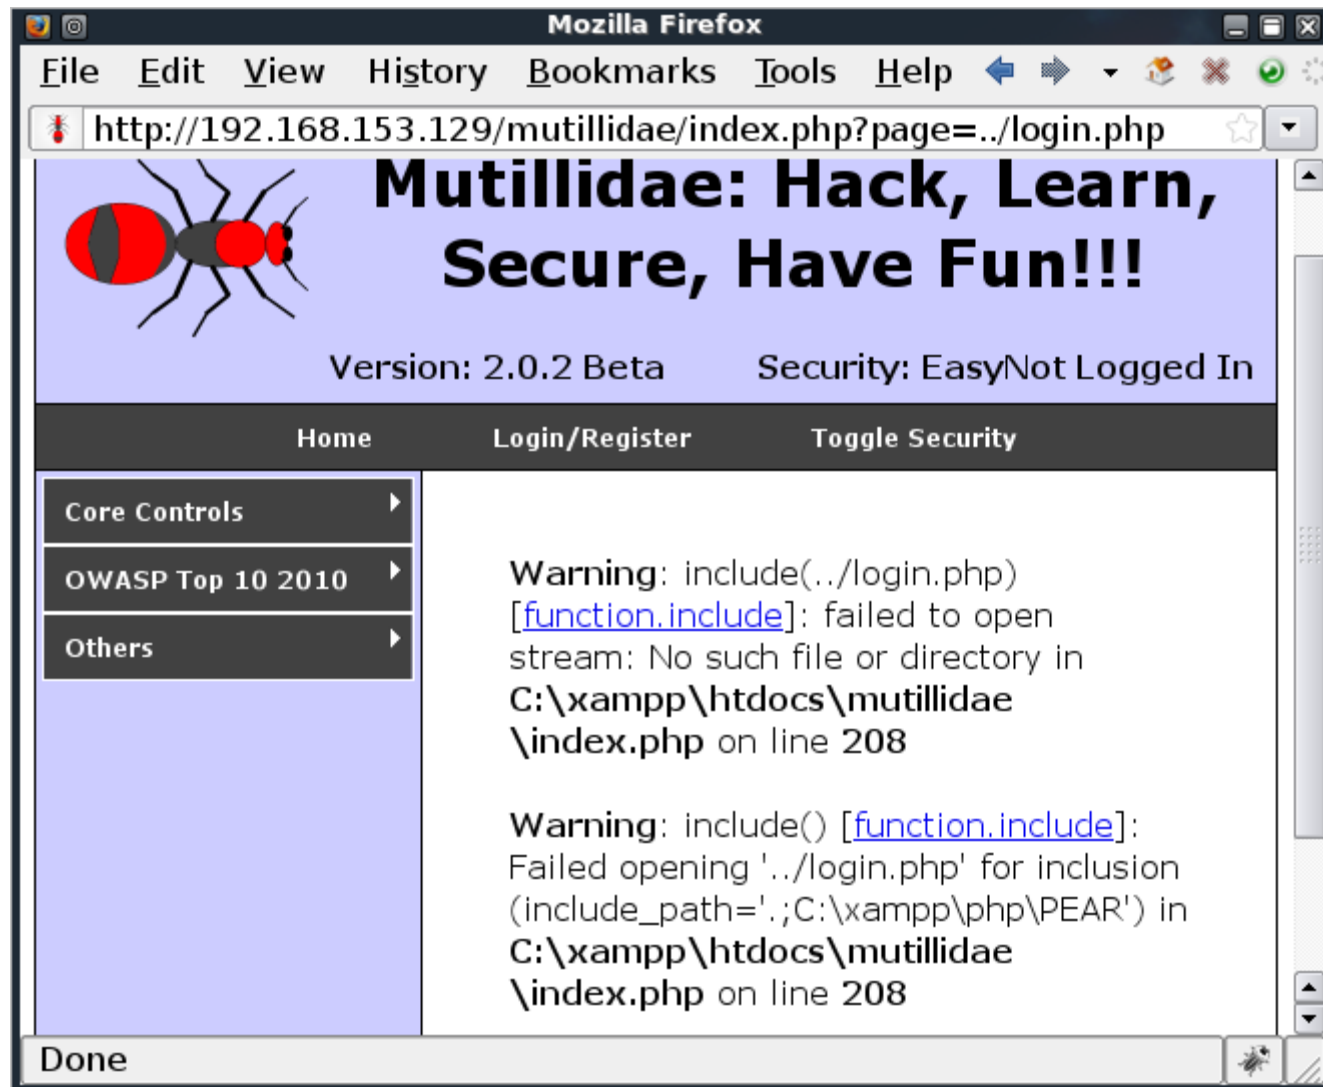 Mozilla Firefox
File Edit View History Bookmarks Tools Help
http://192.168.153.129/mutillidae/index.php?page=../login.php
Mutillidae: Hack, Learn,
Secure, Have Fun!!!
Version: 2.0.2 Beta Security: EasyNot Logged In
Home Login/Register Toggle Security
Core Controls
OWASP Top 10 2010
Others
Warning: include(../login.php)
[function.include]: failed to open
stream: No such file or directory in
C:\xampp\htdocs\mutillidae
\index.php on line 208
Warning: include() [function.include]:
Failed opening '../login.php' for inclusion
(include_path='.;C:\xampp\php\PEAR') in
C:\xampp\htdocs\mutillidae
\index.php on line 208
Done